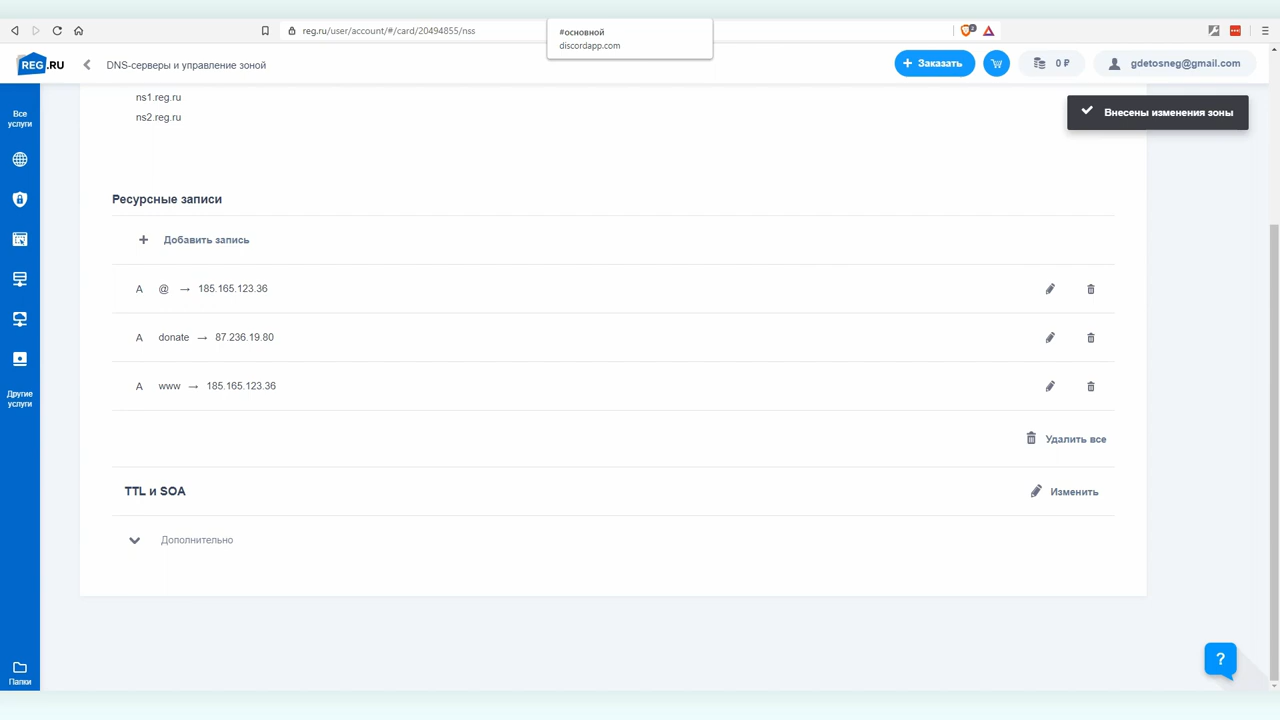 reg.ru/user/account/#/card/20494855/nss
#основной
discordapp.com
REG.RU
DNS-серверы и управление зоной
+ Заказать
0 ₽
gdetosneg@gmail.com
Внесены изменения зоны
Все
услуги
Другие
услуги
Папки
ns1.reg.ru
ns2.reg.ru
Ресурсные записи
+ Добавить запись
A @ → 185.165.123.36
A donate → 87.236.19.80
A www → 185.165.123.36
Удалить все
TTL и SOA
Изменить
Дополнительно
?